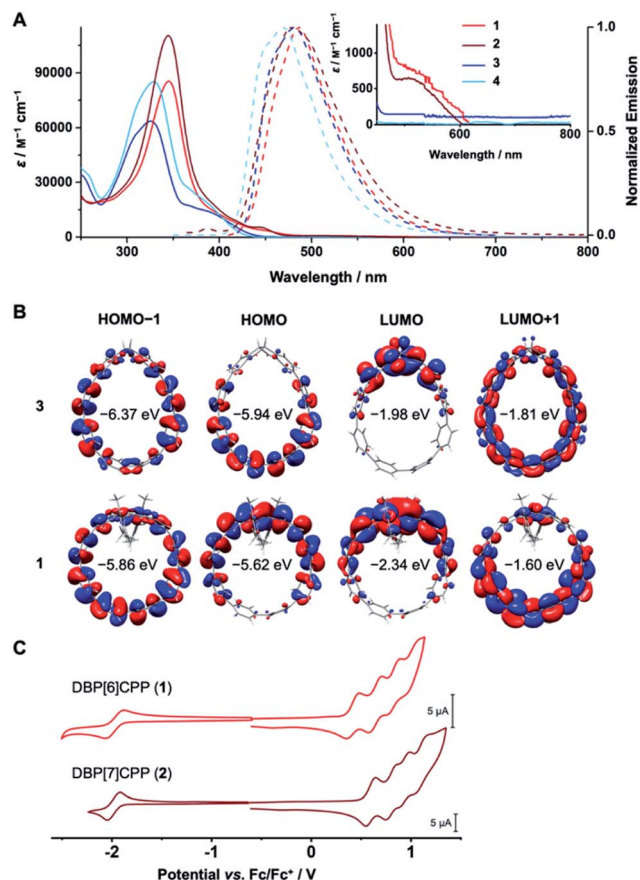 A
ε / M⁻¹ cm⁻¹
90000
60000
30000
0
300 400 500 600 700 800
Wavelength / nm
1.0
0.5
0.0
Normalized Emission
ε / M⁻¹ cm⁻¹
1000
500
0
600 800
Wavelength / nm
1
2
3
4
B
HOMO−1 HOMO LUMO LUMO+1
3 −6.37 eV −5.94 eV −1.98 eV −1.81 eV
1 −5.86 eV −5.62 eV −2.34 eV −1.60 eV
C
DBP[6]CPP (1)
5 µA
DBP[7]CPP (2)
5 µA
−2 −1 0 1
Potential vs. Fc/Fc⁺ / V